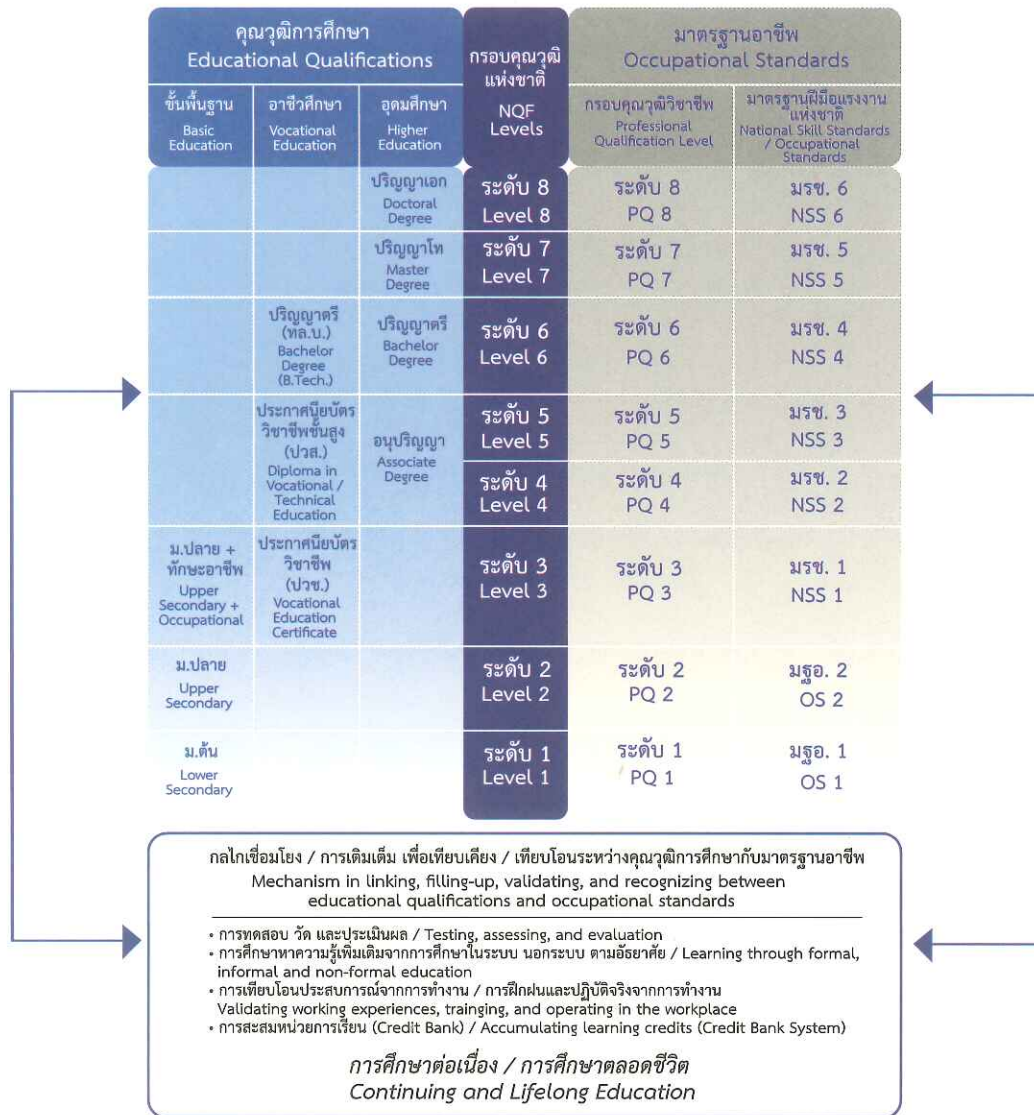 คุณวุฒิการศึกษา
Educational Qualifications
กรอบคุณวุฒิ
แห่งชาติ
NQF
Levels
มาตรฐานอาชีพ
Occupational Standards
ขั้นพื้นฐาน
Basic
Education
อาชีวศึกษา
Vocational
Education
อุดมศึกษา
Higher
Education
กรอบคุณวุฒิวิชาชีพ
Professional
Qualification Level
มาตรฐานฝีมือแรงงาน
แห่งชาติ
National Skill Standards
/ Occupational
Standards
ปริญญาเอก
Doctoral
Degree
ระดับ 8
Level 8
ระดับ 8
PQ 8
มรช. 6
NSS 6
ปริญญาโท
Master
Degree
ระดับ 7
Level 7
ระดับ 7
PQ 7
มรช. 5
NSS 5
ปริญญาตรี
(ทล.บ.)
Bachelor
Degree
(B.Tech.)
ปริญญาตรี
Bachelor
Degree
ระดับ 6
Level 6
ระดับ 6
PQ 6
มรช. 4
NSS 4
ประกาศนียบัตร
วิชาชีพชั้นสูง
(ปวส.)
Diploma in
Vocational /
Technical
Education
อนุปริญญา
Associate
Degree
ระดับ 5
Level 5
ระดับ 5
PQ 5
มรช. 3
NSS 3
ระดับ 4
Level 4
ระดับ 4
PQ 4
มรช. 2
NSS 2
ม.ปลาย +
ทักษะอาชีพ
Upper
Secondary +
Occupational
ประกาศนียบัตร
วิชาชีพ
(ปวช.)
Vocational
Education
Certificate
ระดับ 3
Level 3
ระดับ 3
PQ 3
มรช. 1
NSS 1
ม.ปลาย
Upper
Secondary
ระดับ 2
Level 2
ระดับ 2
PQ 2
มฐอ. 2
OS 2
ม.ต้น
Lower
Secondary
ระดับ 1
Level 1
ระดับ 1
PQ 1
มฐอ. 1
OS 1
กลไกเชื่อมโยง / การเติมเต็ม เพื่อเทียบเคียง / เทียบโอนระหว่างคุณวุฒิการศึกษากับมาตรฐานอาชีพ
Mechanism in linking, filling-up, validating, and recognizing between
educational qualifications and occupational standards
• การทดสอบ วัด และประเมินผล / Testing, assessing, and evaluation
• การศึกษาหาความรู้เพิ่มเติมจากการศึกษาในระบบ นอกระบบ ตามอัธยาศัย / Learning through formal,
informal and non-formal education
• การเทียบโอนประสบการณ์จากการทำงาน / การฝึกฝนและปฏิบัติจริงจากการทำงาน
Validating working experiences, trainging, and operating in the workplace
• การสะสมหน่วยการเรียน (Credit Bank) / Accumulating learning credits (Credit Bank System)
การศึกษาต่อเนื่อง / การศึกษาตลอดชีวิต
Continuing and Lifelong Education